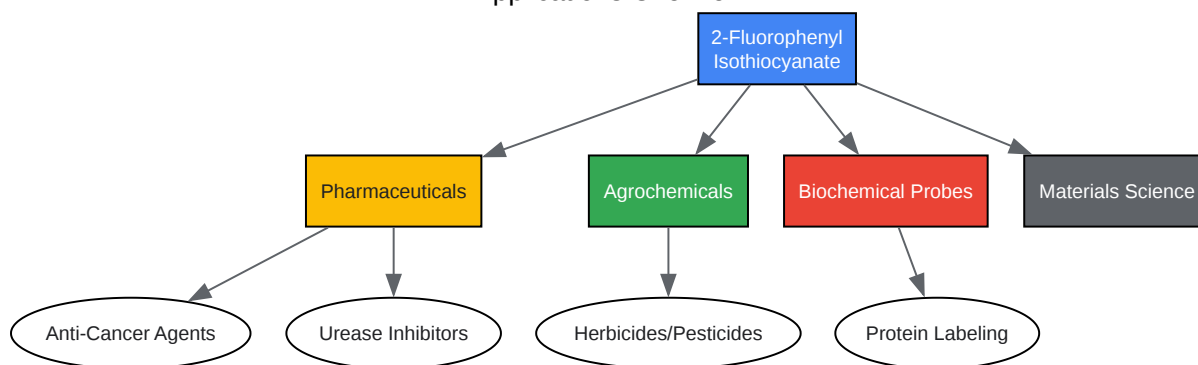 2-Fluorophenyl
Isothiocyanate
Pharmaceuticals
Agrochemicals
Biochemical Probes
Materials Science
Anti-Cancer Agents
Urease Inhibitors
Herbicides/Pesticides
Protein Labeling